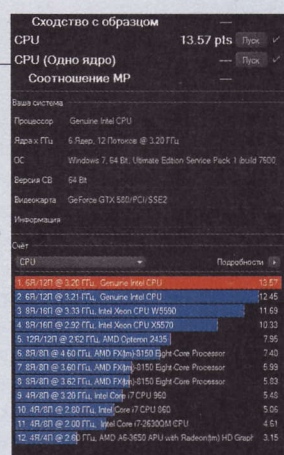 Сходство с образцом —
CPU 13.57 pts Пуск
CPU (Одно ядро) — Пуск
Соотношение MP —
Ваша система
Процессор Genuine Intel CPU
Ядра x ГГц 6 Ядер, 12 Потоков @ 3.20 ГГц
ОС Windows 7, 64 Bit, Ultimate Edition Service Pack 1 (build 7600,
Версия CB 64 Bit
Видеокарта GeForce GTX 580/PCI/SSE2
Информация
Счёт
CPU Подробности
1. 6Я/12П @ 3.20 ГГц, Genuine Intel CPU 13.57
2. 6Я/12П @ 3.21 ГГц, Genuine Intel CPU 12.45
3. 8Я/16П @ 3.33 ГГц, Intel Xeon CPU W5590 11.69
4. 8Я/16П @ 2.92 ГГц, Intel Xeon CPU X5570 10.33
5. 12Я/12П @ 2.62 ГГц, AMD Opteron 2435 7.95
6. 8Я/8П @ 4.60 ГГц, AMD FX(tm)-8150 Eight-Core Processor 7.40
7. 8Я/8П @ 3.60 ГГц, AMD FX(tm)-8150 Eight-Core Processor 5.99
8. 8Я/8П @ 3.62 ГГц, AMD FX(tm)-8150 Eight-Core Processor 5.83
9. 4Я/8П @ 3.20 ГГц, Intel Core i7 CPU 960 5.48
10. 4Я/8П @ 2.80 ГГц, Intel Core i7 CPU 860 5.06
11. 4Я/8П @ 2.00 ГГц, Intel Core i7-2630QM CPU 4.61
12. 4Я/4П @ 2.60 ГГц, AMD A6-3650 APU with Radeon(tm) HD Graph 3.15